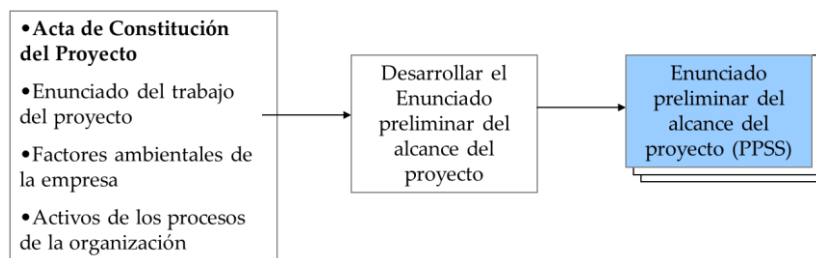 •Acta de Constitución
del Proyecto
•Enunciado del trabajo
del proyecto
•Factores ambientales de
la empresa
•Activos de los procesos
de la organización
Desarrollar el
Enunciado
preliminar del
alcance del
proyecto
Enunciado
preliminar del
alcance del
proyecto (PPSS)